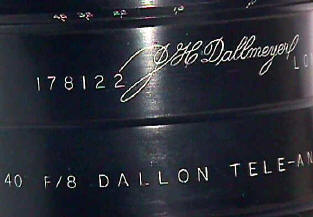 178122 J H Dallmeyer LO
40 F/8 DALLON TELE-AN